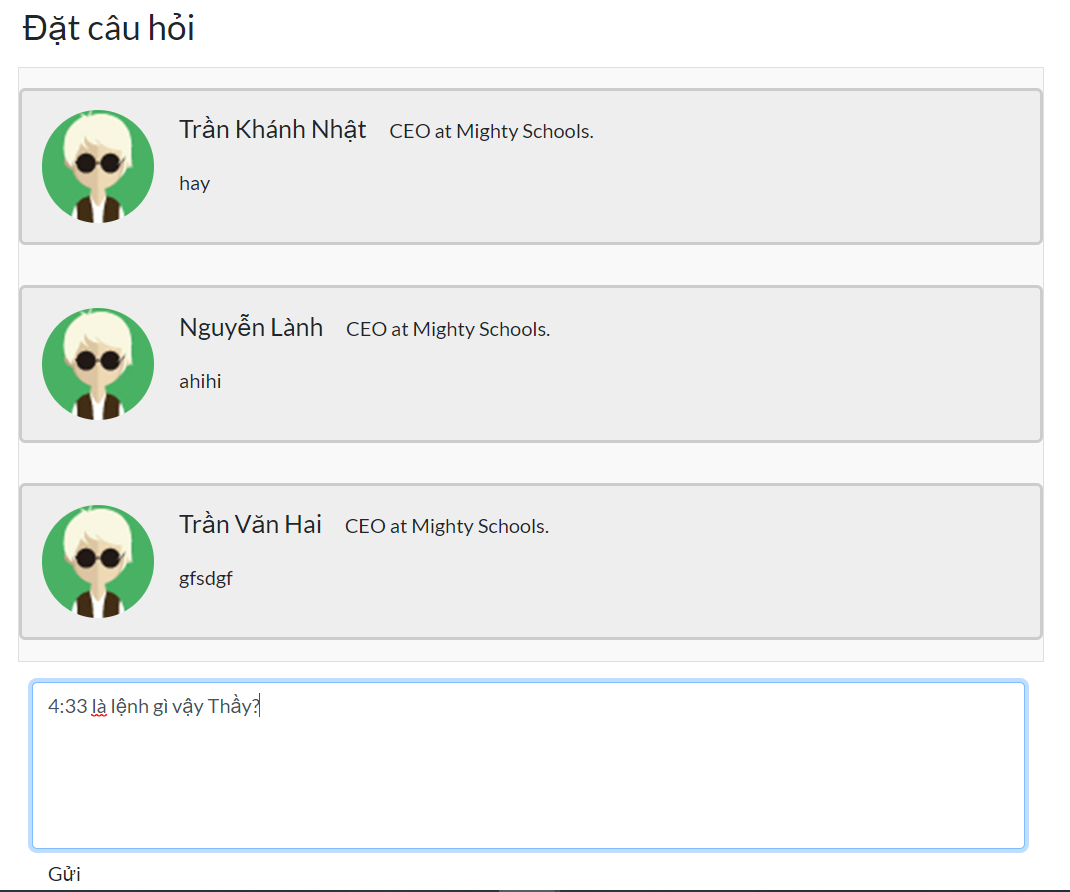 Đặt câu hỏi
Trần Khánh Nhật CEO at Mighty Schools.
hay
Nguyễn Lành CEO at Mighty Schools.
ahihi
Trần Văn Hai CEO at Mighty Schools.
gfsdgf
4:33 là lệnh gì vậy Thầy?
Gửi